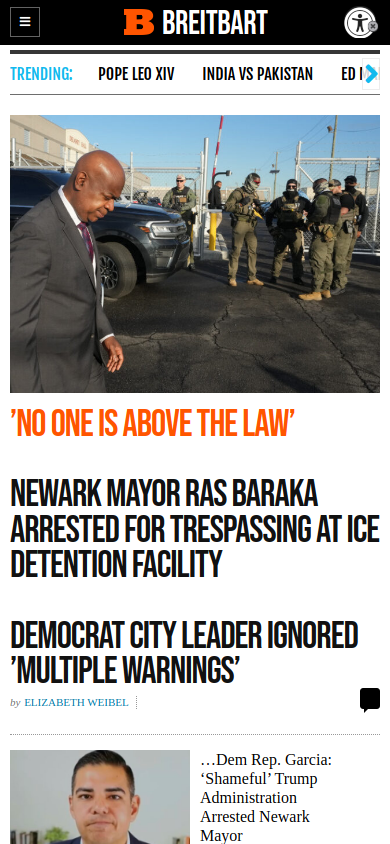 BREITBART
TRENDING:
POPE LEO XIV
INDIA VS PAKISTAN
'NO ONE IS ABOVE THE LAW'
NEWARK MAYOR RAS BARAKA
ARRESTED FOR TRESPASSING AT ICE
DETENTION FACILITY
DEMOCRAT CITY LEADER IGNORED
'MULTIPLE WARNINGS'
by ELIZABETH WEIBEL
…Dem Rep. Garcia:
‘Shameful’ Trump
Administration
Arrested Newark
Mayor